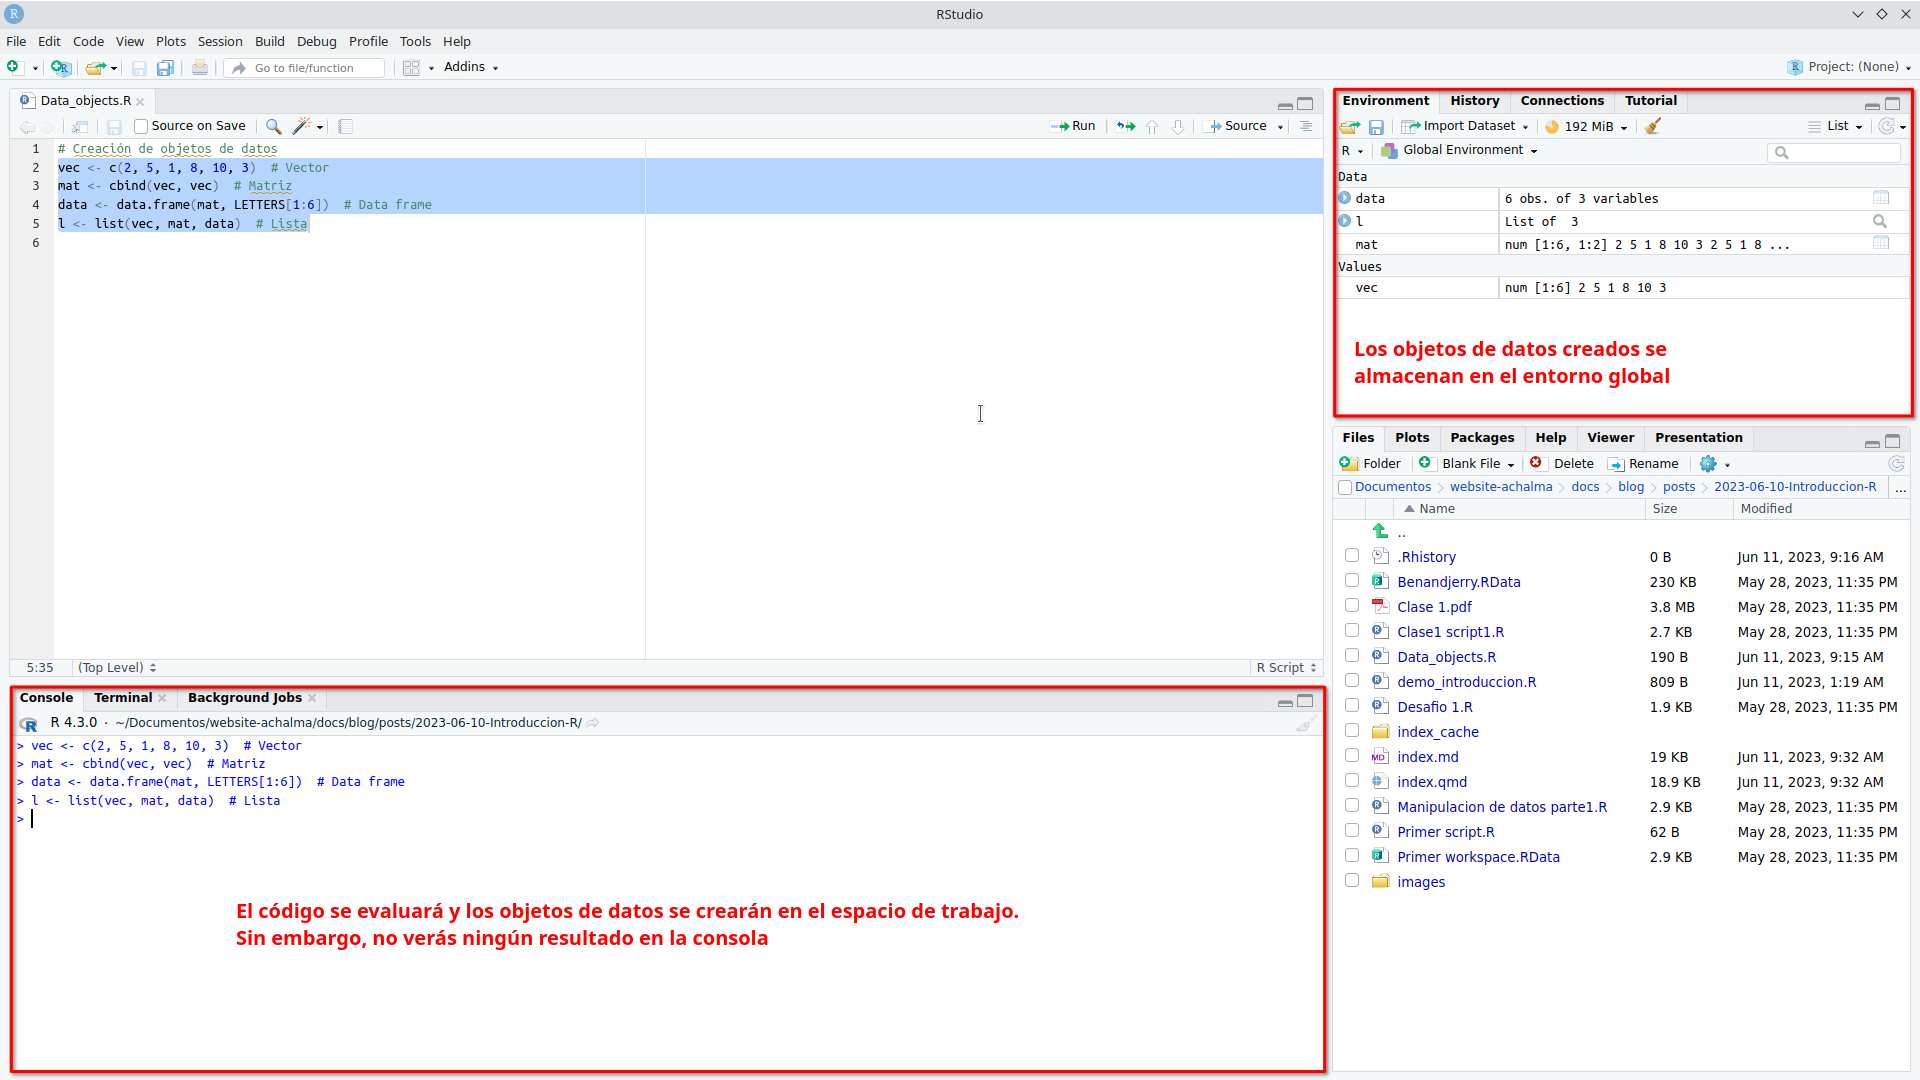 RStudio
File Edit Code View Plots Session Build Debug Profile Tools Help
Go to file/function Addins Project: (None)
Data_objects.R
Source on Save Run Source
1 # Creación de objetos de datos
2 vec <- c(2, 5, 1, 8, 10, 3)  # Vector
3 mat <- cbind(vec, vec)  # Matriz
4 data <- data.frame(mat, LETTERS[1:6])  # Data frame
5 l <- list(vec, mat, data)  # Lista
6
5:35 (Top Level) R Script
Console Terminal Background Jobs
R 4.3.0 · ~/Documentos/website-achalma/docs/blog/posts/2023-06-10-Introduccion-R/
> vec <- c(2, 5, 1, 8, 10, 3)  # Vector
> mat <- cbind(vec, vec)  # Matriz
> data <- data.frame(mat, LETTERS[1:6])  # Data frame
> l <- list(vec, mat, data)  # Lista
>
El código se evaluará y los objetos de datos se crearán en el espacio de trabajo.
Sin embargo, no verás ningún resultado en la consola
Environment History Connections Tutorial
Import Dataset 192 MiB List
R Global Environment
Data
data 6 obs. of 3 variables
l List of  3
mat num [1:6, 1:2] 2 5 1 8 10 3 2 5 1 8 ...
Values
vec num [1:6] 2 5 1 8 10 3
Los objetos de datos creados se
almacenan en el entorno global
Files Plots Packages Help Viewer Presentation
Folder Blank File Delete Rename
Documentos > website-achalma > docs > blog > posts > 2023-06-10-Introduccion-R ...
Name Size Modified
..
.Rhistory 0 B Jun 11, 2023, 9:16 AM
Benandjerry.RData 230 KB May 28, 2023, 11:35 PM
Clase 1.pdf 3.8 MB May 28, 2023, 11:35 PM
Clase1 script1.R 2.7 KB May 28, 2023, 11:35 PM
Data_objects.R 190 B Jun 11, 2023, 9:15 AM
demo_introduccion.R 809 B Jun 11, 2023, 1:19 AM
Desafio 1.R 1.9 KB May 28, 2023, 11:35 PM
index_cache
index.md 19 KB Jun 11, 2023, 9:32 AM
index.qmd 18.9 KB Jun 11, 2023, 9:32 AM
Manipulacion de datos parte1.R 2.9 KB May 28, 2023, 11:35 PM
Primer script.R 62 B May 28, 2023, 11:35 PM
Primer workspace.RData 2.9 KB May 28, 2023, 11:35 PM
images